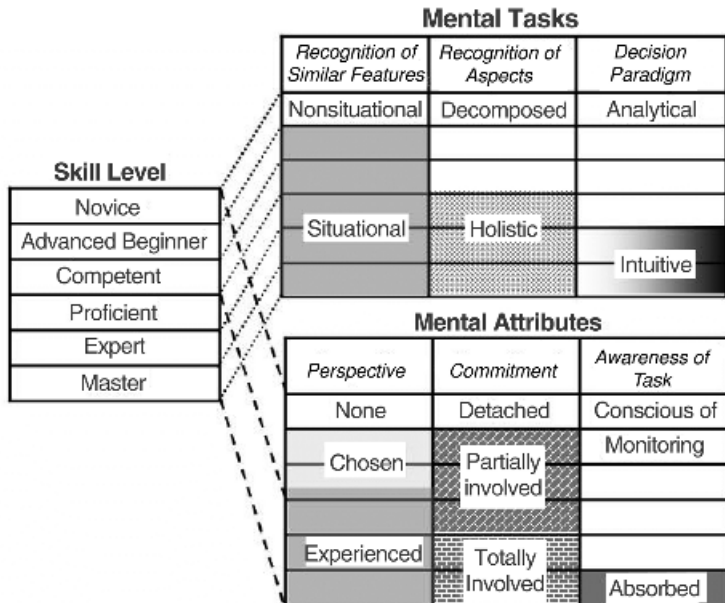 Mental Tasks
Recognition of
Similar Features
Recognition of
Aspects
Decision
Paradigm
Nonsituational
Decomposed
Analytical
Situational
Holistic
Intuitive
Skill Level
Novice
Advanced Beginner
Competent
Proficient
Expert
Master
Mental Attributes
Perspective
Commitment
Awareness of
Task
None
Detached
Conscious of
Chosen
Partially
involved
Monitoring
Experienced
Totally
Involved
Absorbed